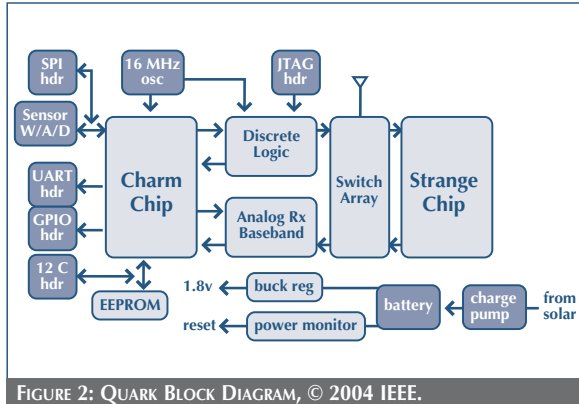 SPI
hdr
16 MHz
osc
JTAG
hdr
Sensor
W/A/D
Charm
Chip
Discrete
Logic
Switch
Array
Strange
Chip
UART
hdr
GPIO
hdr
Analog Rx
Baseband
12 C
hdr
EEPROM
1.8v
buck reg
battery
charge
pump
from
solar
reset
power monitor
FIGURE 2: QUARK BLOCK DIAGRAM, © 2004 IEEE.